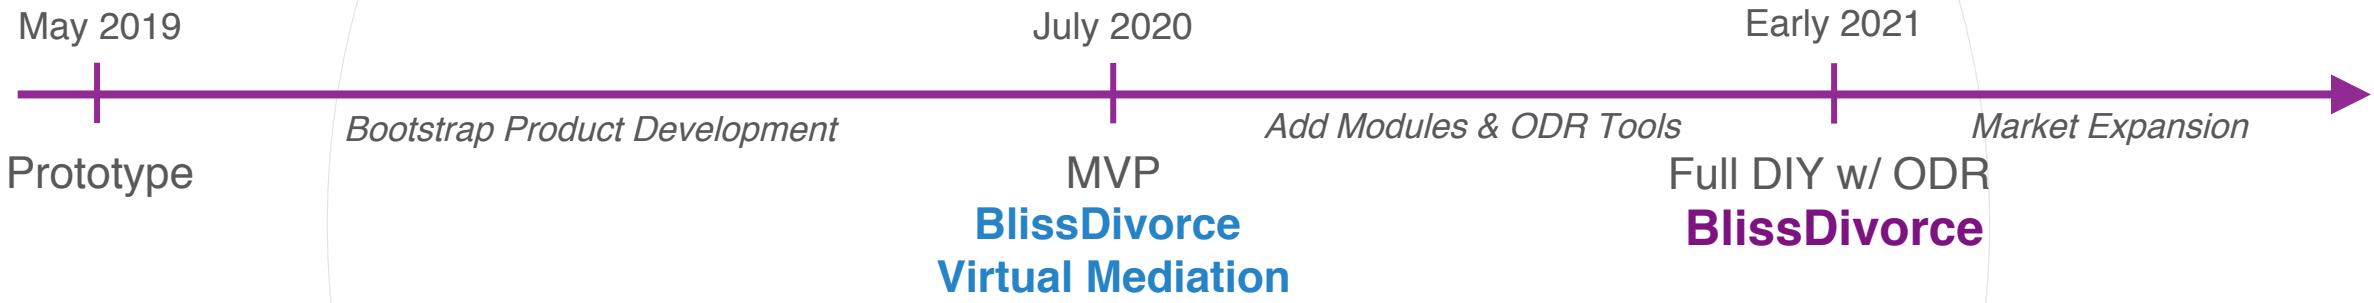 May 2019
July 2020
Early 2021
Bootstrap Product Development
Add Modules & ODR Tools
Market Expansion
Prototype
MVP
Full DIY w/ ODR
BlissDivorce
BlissDivorce
Virtual Mediation